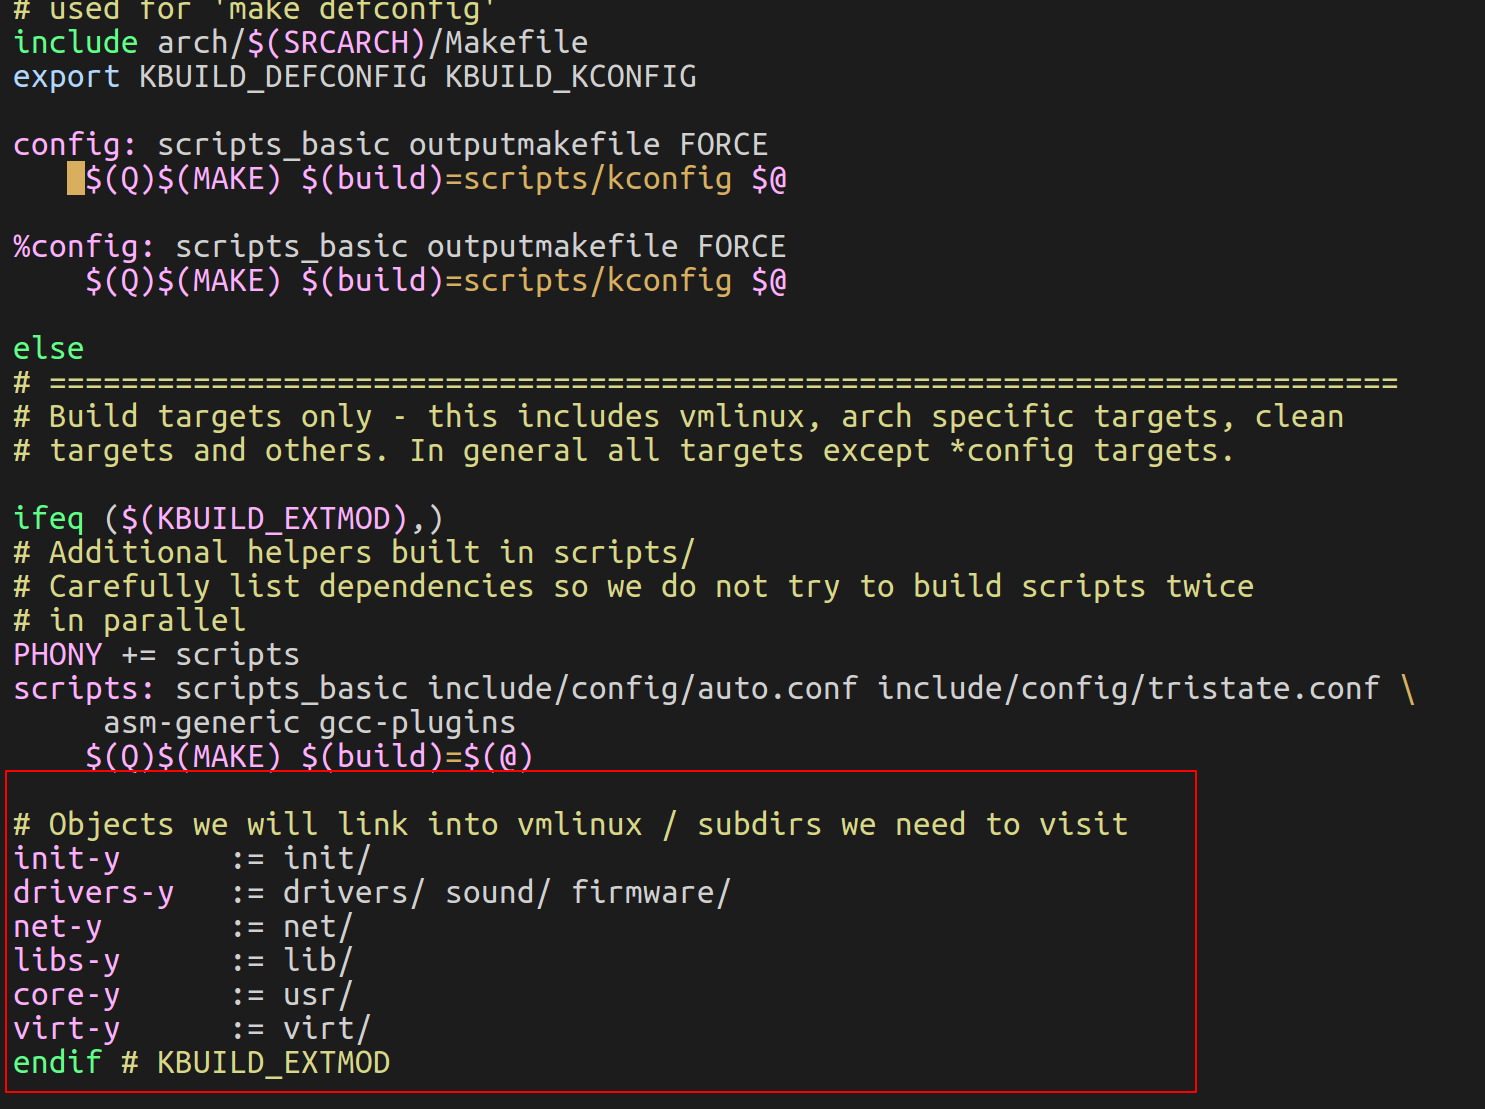 # used for 'make defconfig'
include arch/$(SRCARCH)/Makefile
export KBUILD_DEFCONFIG KBUILD_KCONFIG
config: scripts_basic outputmakefile FORCE
$(Q)$(MAKE) $(build)=scripts/kconfig $@
%config: scripts_basic outputmakefile FORCE
$(Q)$(MAKE) $(build)=scripts/kconfig $@
else
# ===========================================================================
# Build targets only - this includes vmlinux, arch specific targets, clean
# targets and others. In general all targets except *config targets.
ifeq ($(KBUILD_EXTMOD),)
# Additional helpers built in scripts/
# Carefully list dependencies so we do not try to build scripts twice
# in parallel
PHONY += scripts
scripts: scripts_basic include/config/auto.conf include/config/tristate.conf \
asm-generic gcc-plugins
$(Q)$(MAKE) $(build)=$(@)
# Objects we will link into vmlinux / subdirs we need to visit
init-y := init/
drivers-y := drivers/ sound/ firmware/
net-y := net/
libs-y := lib/
core-y := usr/
virt-y := virt/
endif # KBUILD_EXTMOD